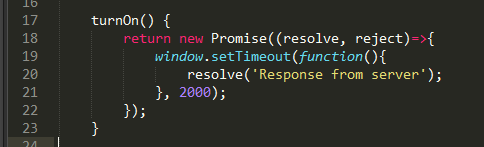 16
17 turnOn() {
18 return new Promise((resolve, reject)=>{
19 window.setTimeout(function(){
20 resolve('Response from server');
21 }, 2000);
22 });
23 }
24